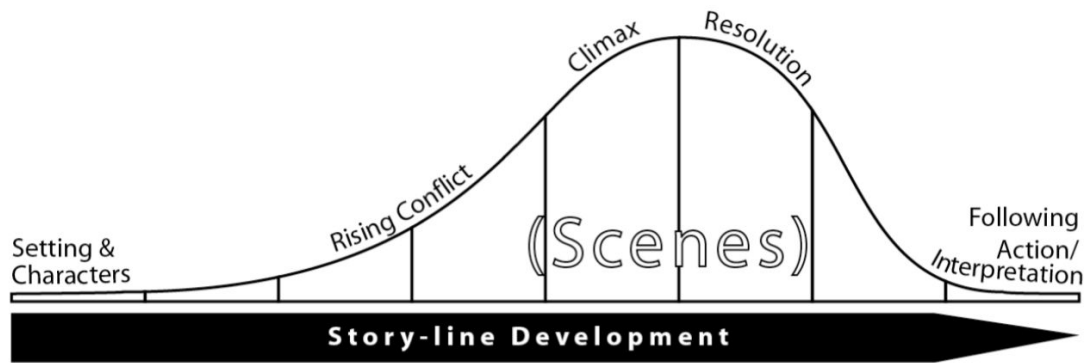 Climax
Resolution
Rising Conflict
Setting &
Characters
(Scenes)
Following
Action/
Interpretation
Story-line Development